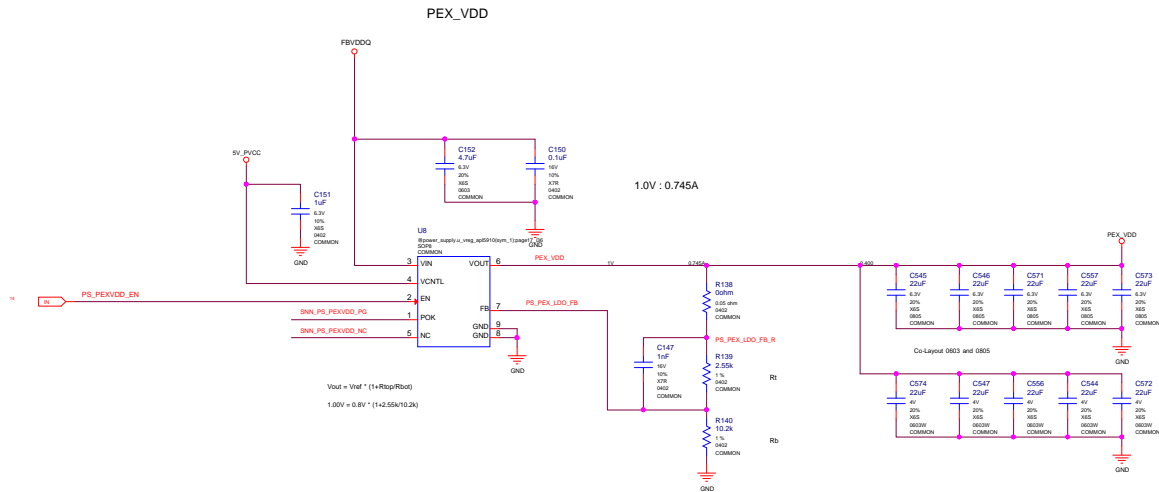 PEX_VDD
FBVDDQ
5V_PVCC
C152
4.7uF
6.3V
20%
X6S
0603
COMMON
C150
0.1uF
16V
10%
X7R
0402
COMMON
GND
1.0V : 0.745A
C151
1uF
6.3V
10%
X6S
0402
COMMON
GND
U8
SOP8
COMMON
3 VIN VOUT 6
4 VCNTL
2 EN
FB 7
1 POK
GND 9
5 NC GND 8
GND
IN
PS_PEXVDD_EN
SNN_PS_PEXVDD_PG
SNN_PS_PEXVDD_NC
PEX_VDD 1V 0.745A 0.400
PEX_VDD
PS_PEX_LDO_FB
R138
0ohm
0.05 ohm
0402
COMMON
PS_PEX_LDO_FB_R
C147
1nF
16V
10%
X7R
0402
COMMON
R139
2.55k
1 %
0402
COMMON
Rt
R140
10.2k
1 %
0402
COMMON
Rb
GND
Vout = Vref * (1+Rtop/Rbot)
1.00V = 0.8V * (1+2.55k/10.2k)
C545
22uF
6.3V
20%
X6S
0805
COMMON
C546
22uF
6.3V
20%
X6S
0805
COMMON
C571
22uF
6.3V
20%
X6S
0805
COMMON
C557
22uF
6.3V
20%
X6S
0805
COMMON
C573
22uF
6.3V
20%
X6S
0805
COMMON
GND
Co-Layout 0603 and 0805
C574
22uF
4V
20%
X6S
0603W
COMMON
C547
22uF
4V
20%
X6S
0603W
COMMON
C556
22uF
4V
20%
X6S
0603W
COMMON
C544
22uF
4V
20%
X6S
0603W
COMMON
C572
22uF
4V
20%
X6S
0603W
COMMON
GND